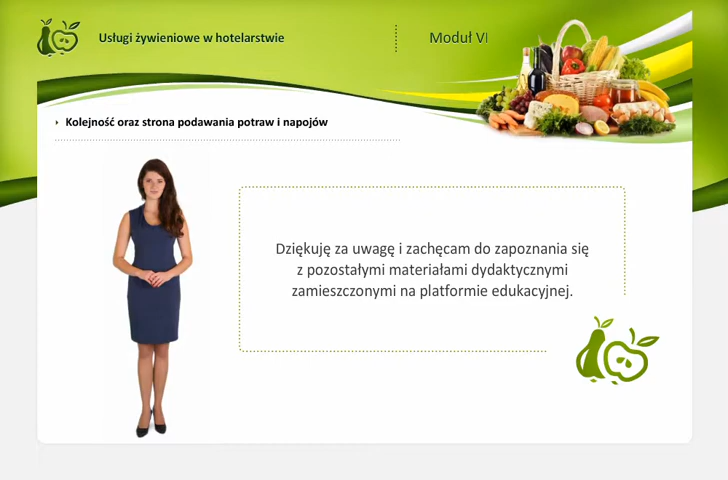 Usługi żywieniowe w hotelarstwie
Moduł VI
Kolejność oraz strona podawania potraw i napojów
Dziękuję za uwagę i zachęcam do zapoznania się
z pozostałymi materiałami dydaktycznymi
zamieszczonymi na platformie edukacyjnej.